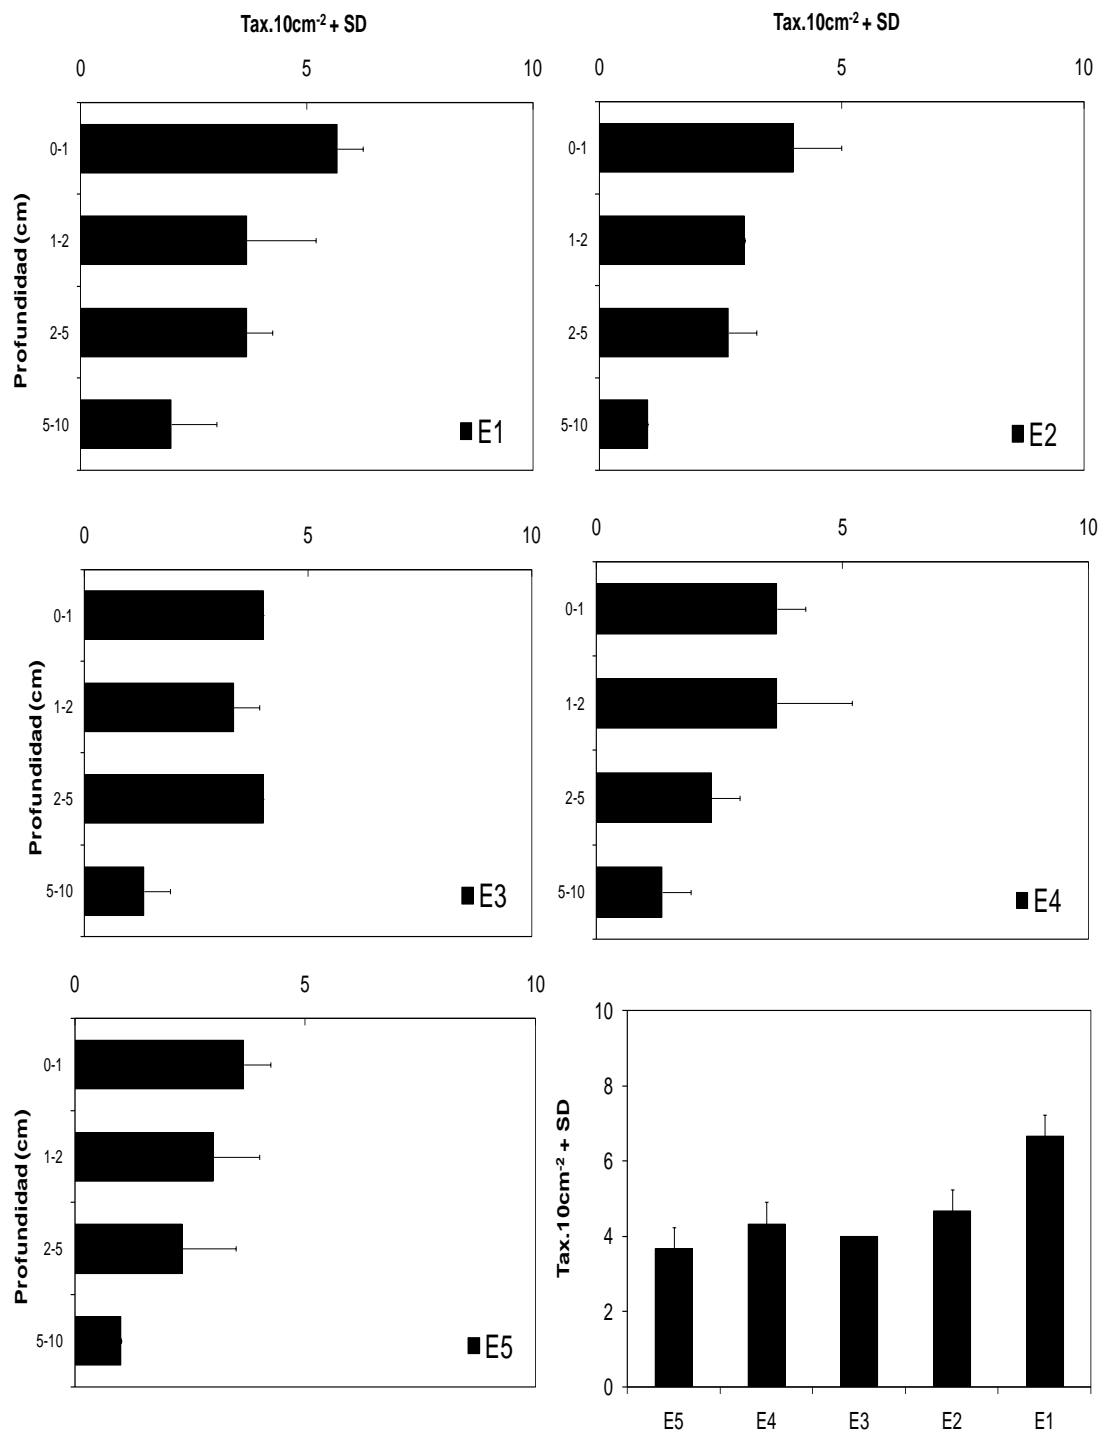 Tax.10cm⁻² + SD
Tax.10cm⁻² + SD
0 5 10
0 5 10
Profundidad (cm)
0-1
1-2
2-5
5-10
E1
0-1
1-2
2-5
5-10
E2
0 5 10
0 5 10
Profundidad (cm)
0-1
1-2
2-5
5-10
E3
0-1
1-2
2-5
5-10
E4
0 5 10
Profundidad (cm)
0-1
1-2
2-5
5-10
E5
Tax.10cm⁻² + SD
10
8
6
4
2
0
E5 E4 E3 E2 E1